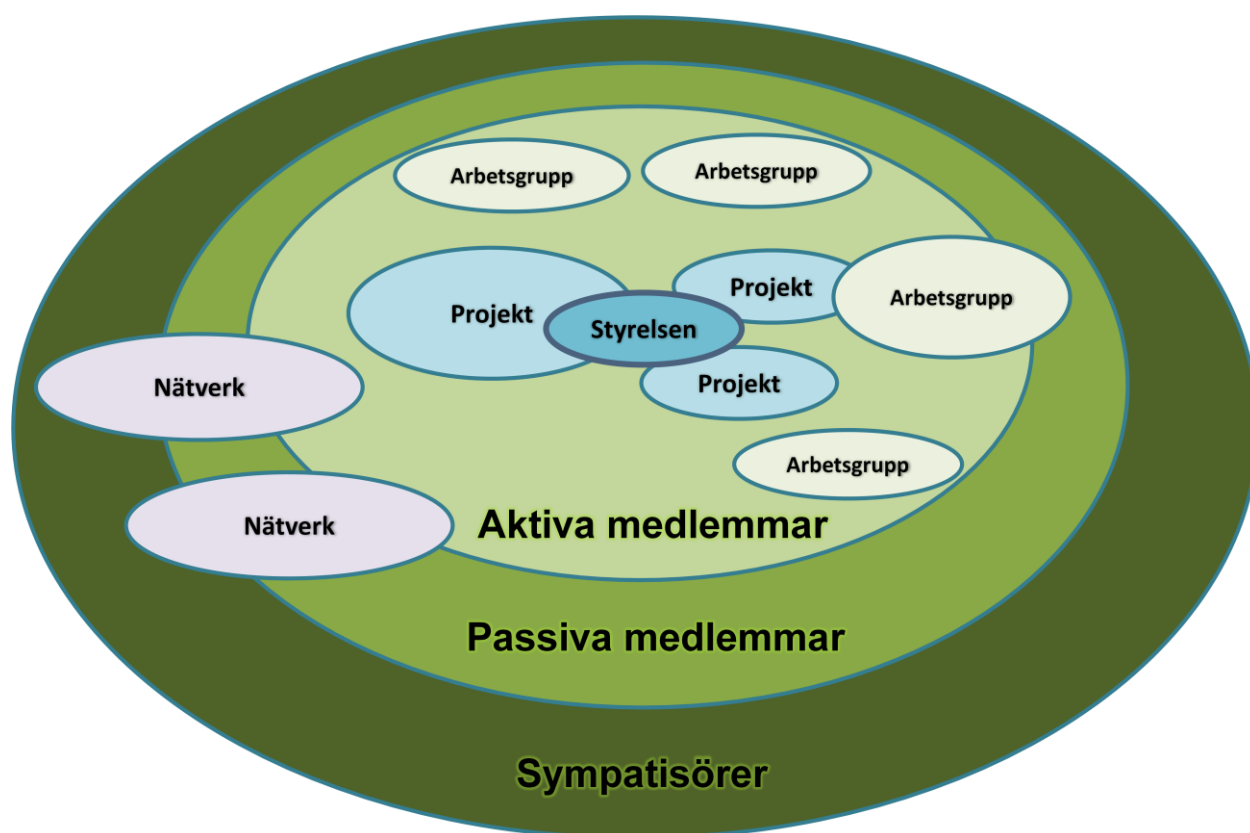 Arbetsgrupp
Arbetsgrupp
Projekt
Arbetsgrupp
Projekt
Styrelsen
Projekt
Nätverk
Arbetsgrupp
Nätverk
Aktiva medlemmar
Passiva medlemmar
Sympatisörer